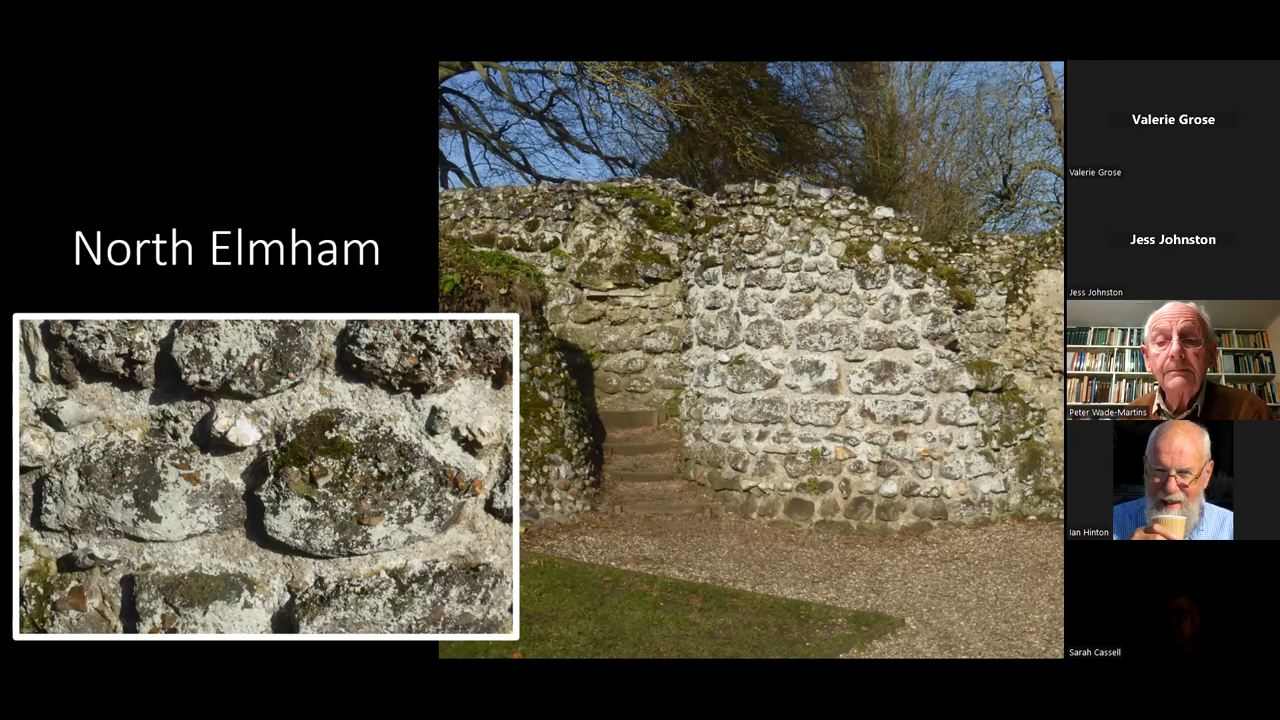 North Elmham
Valerie Grose
Valerie Grose
Jess Johnston
Jess Johnston
Peter Wade-Martins
Ian Hinton
Sarah Cassell